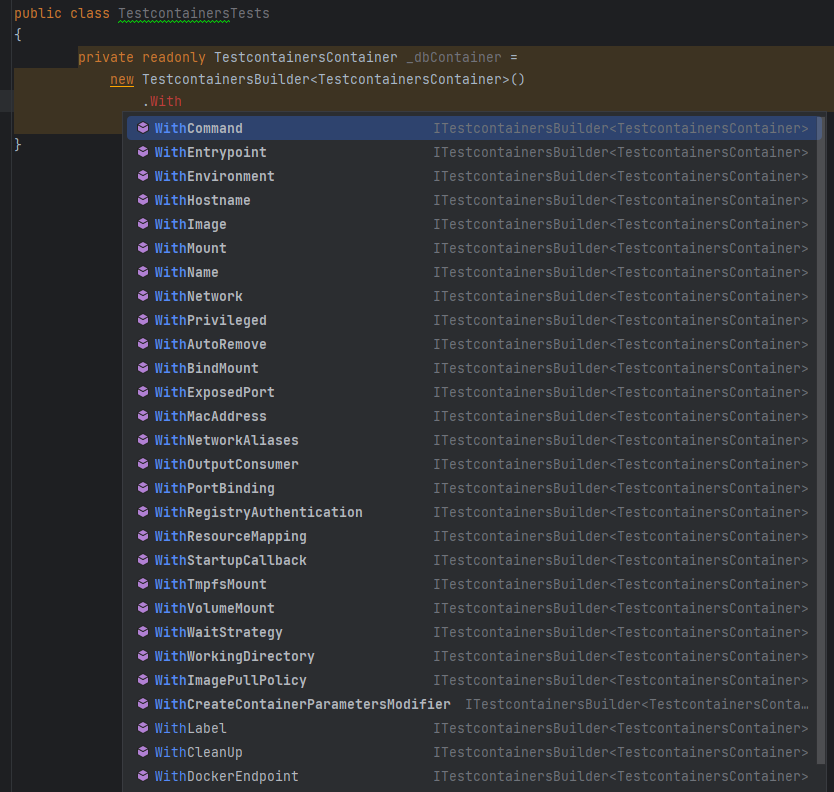 public class TestcontainersTests
{
private readonly TestcontainersContainer _dbContainer =
new TestcontainersBuilder<TestcontainersContainer>()
.With
WithCommand ITestcontainersBuilder<TestcontainersContainer>
WithEntrypoint ITestcontainersBuilder<TestcontainersContainer>
WithEnvironment ITestcontainersBuilder<TestcontainersContainer>
WithHostname ITestcontainersBuilder<TestcontainersContainer>
WithImage ITestcontainersBuilder<TestcontainersContainer>
WithMount ITestcontainersBuilder<TestcontainersContainer>
WithName ITestcontainersBuilder<TestcontainersContainer>
WithNetwork ITestcontainersBuilder<TestcontainersContainer>
WithPrivileged ITestcontainersBuilder<TestcontainersContainer>
WithAutoRemove ITestcontainersBuilder<TestcontainersContainer>
WithBindMount ITestcontainersBuilder<TestcontainersContainer>
WithExposedPort ITestcontainersBuilder<TestcontainersContainer>
WithMacAddress ITestcontainersBuilder<TestcontainersContainer>
WithNetworkAliases ITestcontainersBuilder<TestcontainersContainer>
WithOutputConsumer ITestcontainersBuilder<TestcontainersContainer>
WithPortBinding ITestcontainersBuilder<TestcontainersContainer>
WithRegistryAuthentication ITestcontainersBuilder<TestcontainersContainer>
WithResourceMapping ITestcontainersBuilder<TestcontainersContainer>
WithStartupCallback ITestcontainersBuilder<TestcontainersContainer>
WithTmpfsMount ITestcontainersBuilder<TestcontainersContainer>
WithVolumeMount ITestcontainersBuilder<TestcontainersContainer>
WithWaitStrategy ITestcontainersBuilder<TestcontainersContainer>
WithWorkingDirectory ITestcontainersBuilder<TestcontainersContainer>
WithImagePullPolicy ITestcontainersBuilder<TestcontainersContainer>
WithCreateContainerParametersModifier ITestcontainersBuilder<TestcontainersConta…
WithLabel ITestcontainersBuilder<TestcontainersContainer>
WithCleanUp ITestcontainersBuilder<TestcontainersContainer>
WithDockerEndpoint ITestcontainersBuilder<TestcontainersContainer>
}